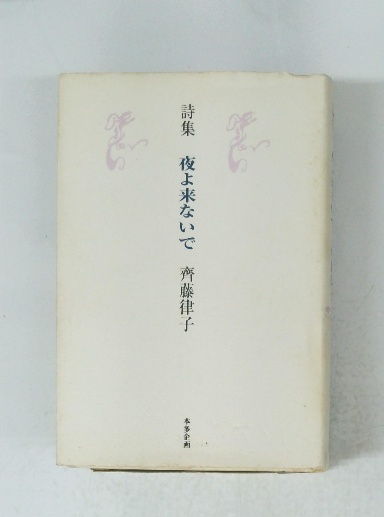 詩集 夜よ来ないで 齊藤律子
本多企画